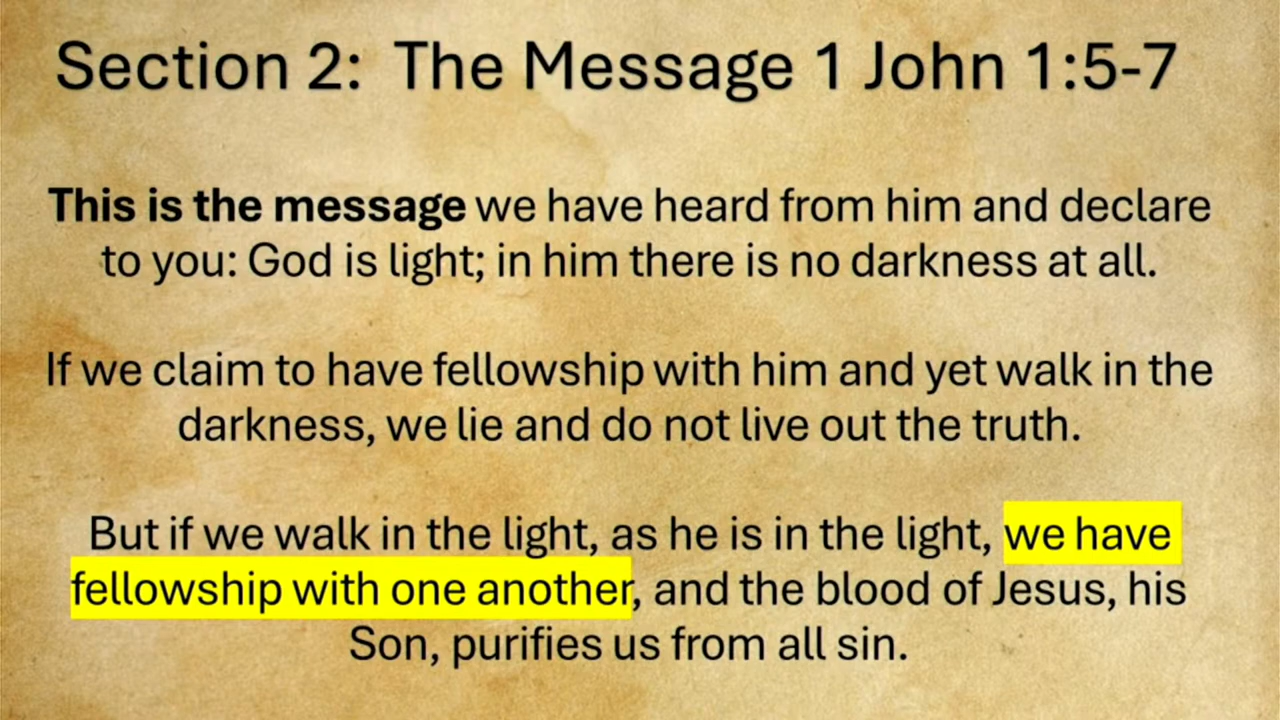 Section 2:  The Message 1 John 1:5-7
This is the message we have heard from him and declare
to you: God is light; in him there is no darkness at all.
If we claim to have fellowship with him and yet walk in the
darkness, we lie and do not live out the truth.
But if we walk in the light, as he is in the light, we have
fellowship with one another, and the blood of Jesus, his
Son, purifies us from all sin.